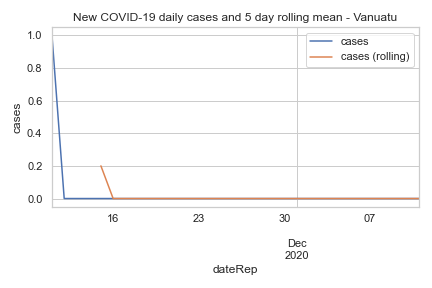 New COVID-19 daily cases and 5 day rolling mean - Vanuatu
cases
cases (rolling)
1.0
0.8
0.6
0.4
0.2
0.0
cases
16 23 30 07
Dec
2020
dateRep